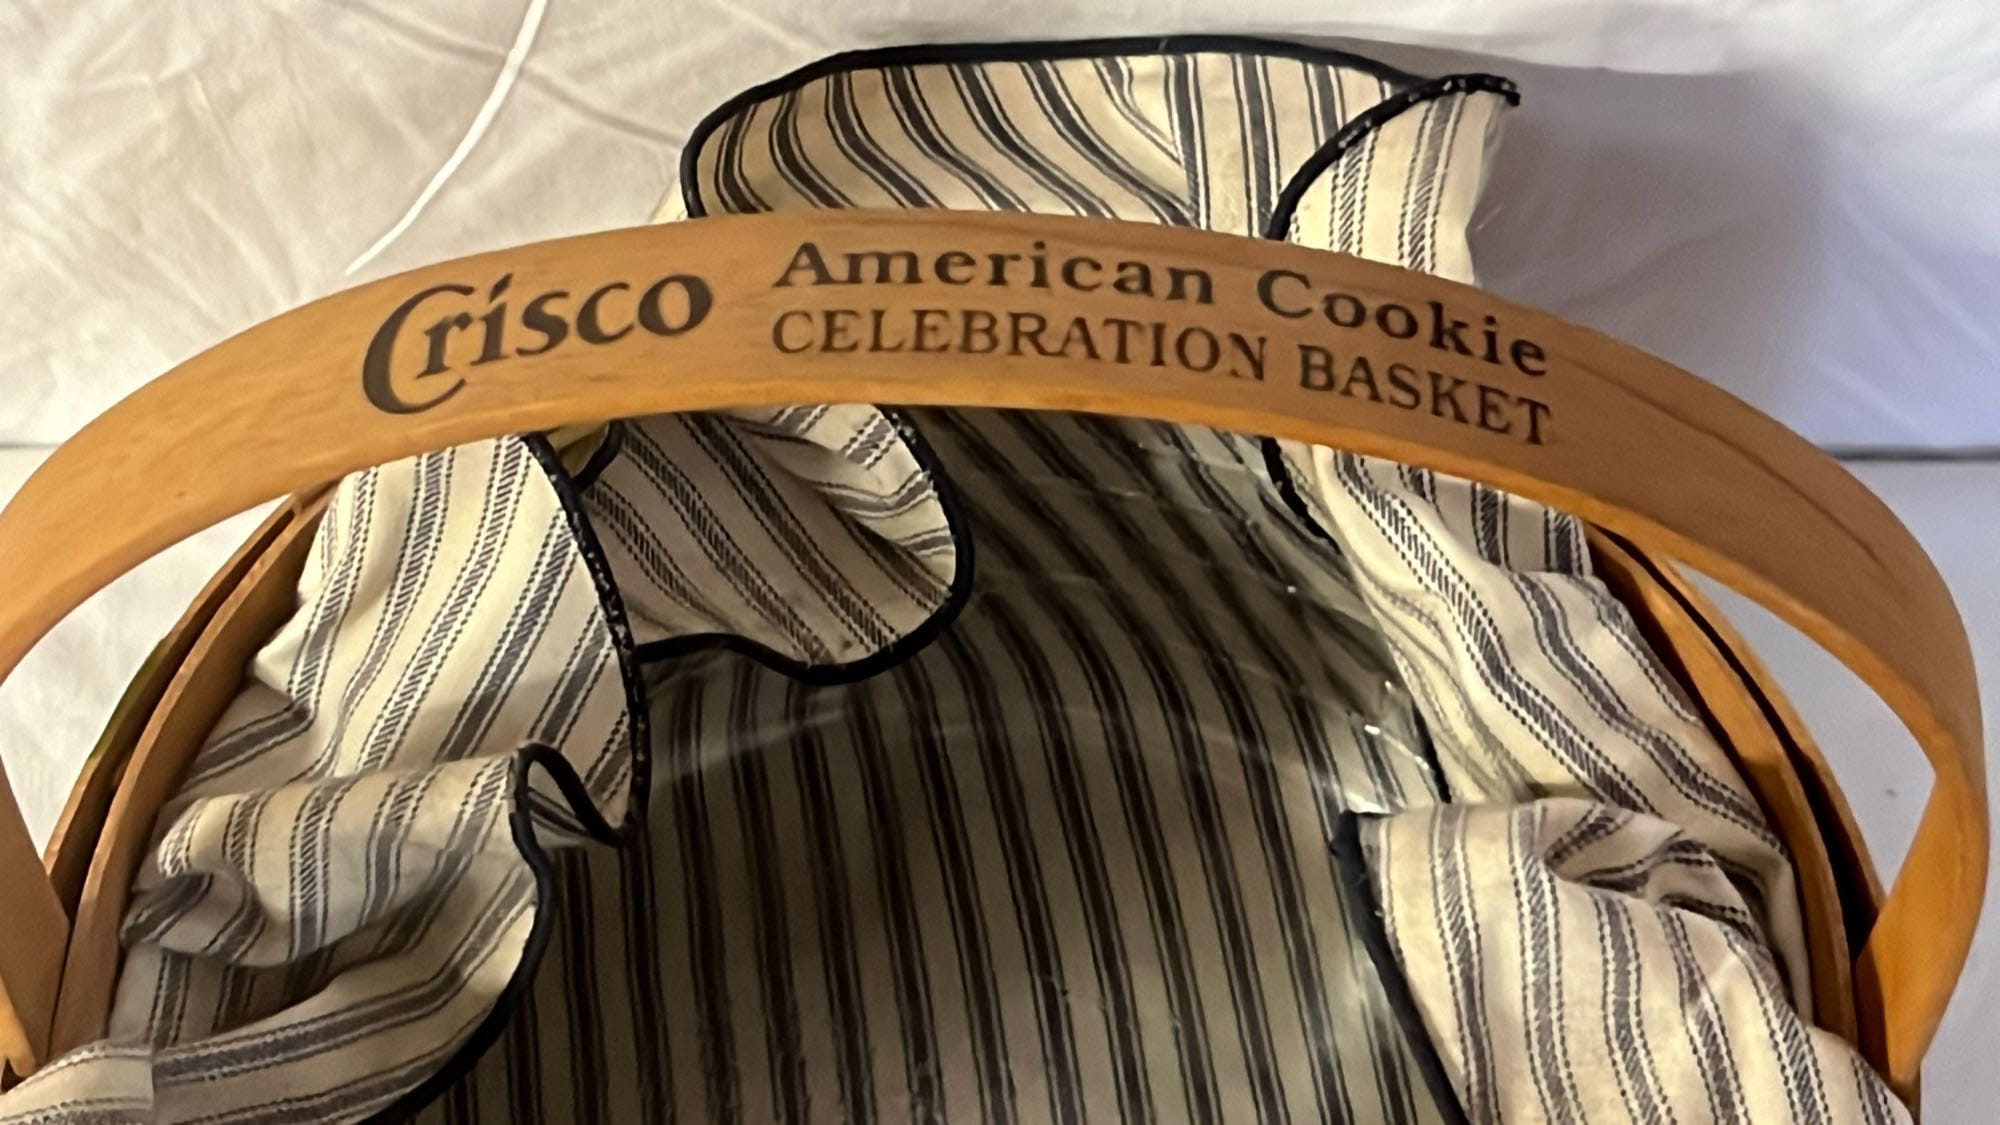 Crisco American Cookie
CELEBRATION BASKET